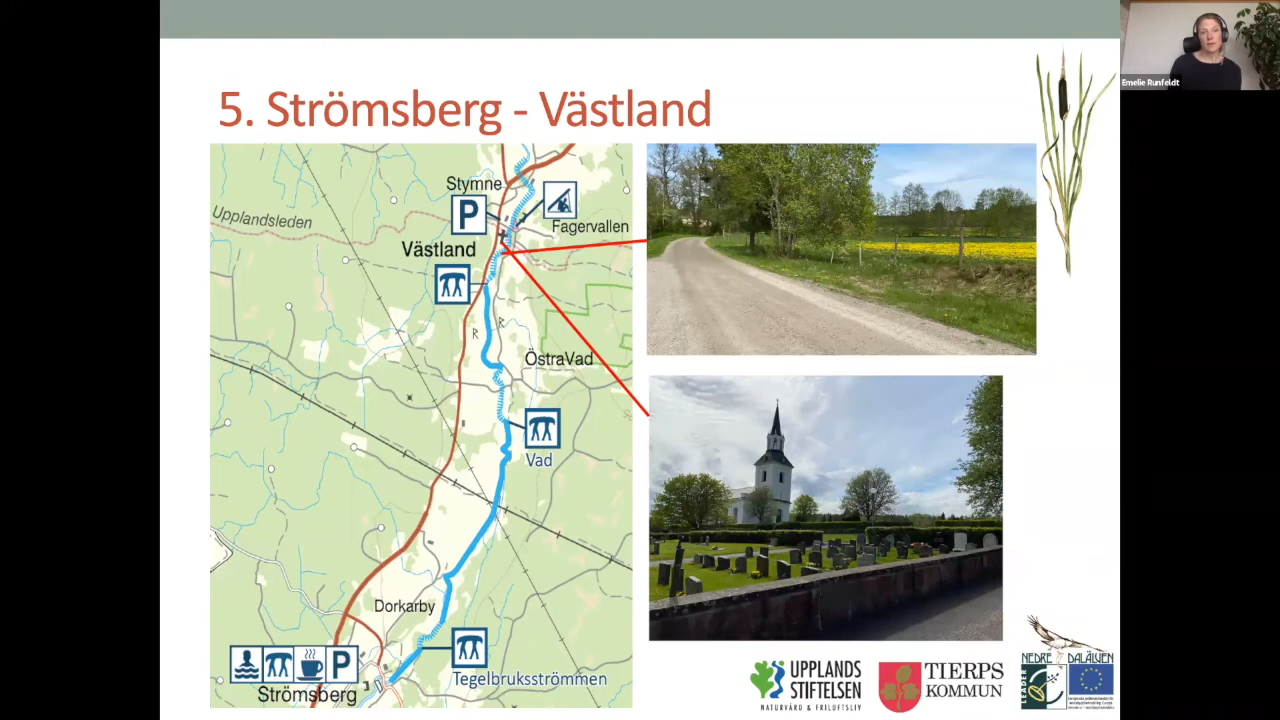 Emelie Runfeldt
5. Strömsberg - Västland
Stymne
P
Upplandsleden
Fagervallen
Västland
R
R
ÖstraVad
Vad
Dorkarby
P
Tegelbruksströmmen
Strömsberg
UPPLANDS
STIFTELSEN
NATURVÅRD & FRILUFTSLIV
TIERPS
KOMMUN
NEDRE DALÄLVEN
LEADER